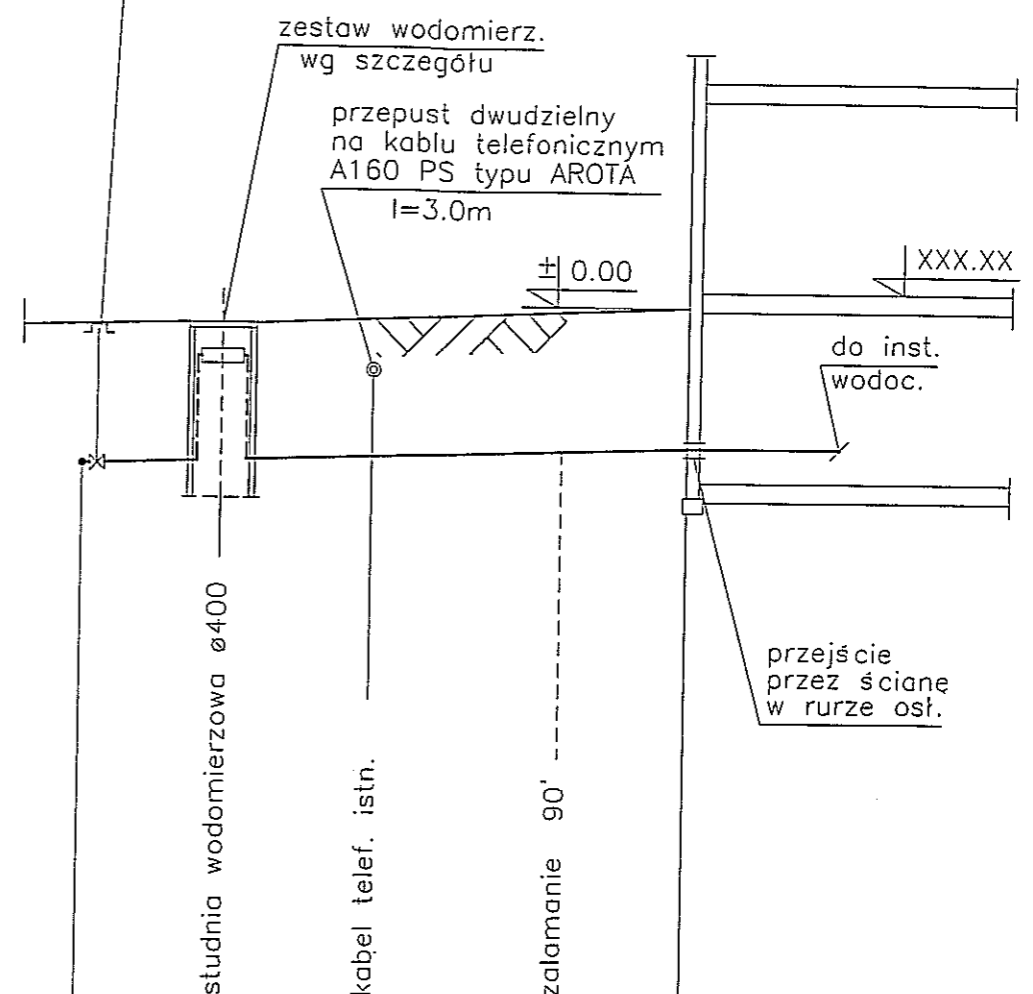 zestaw wodomierz.
wg szczegółu
przepust dwudzielny
na kablu telefonicznym
A160 PS typu AROTA
l=3.0m
± 0.00
XXX.XX
do inst.
wodoc.
przejście
przez ścianę
w rurze osł.
studnia wodomierzowa ø400
kabel telef. istn.
załamanie 90'